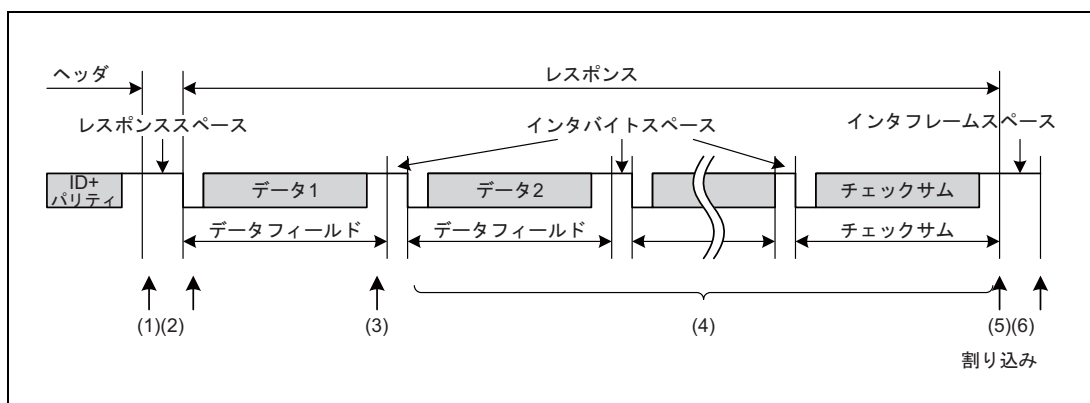 ヘッダ
レスポンス
レスポンススペース
インタバイトスペース
インタフレームスペース
ID+
パリティ
データ1
データ2
チェックサム
データフィールド
データフィールド
チェックサム
(1)(2)
(3)
(4)
(5)(6)
割り込み